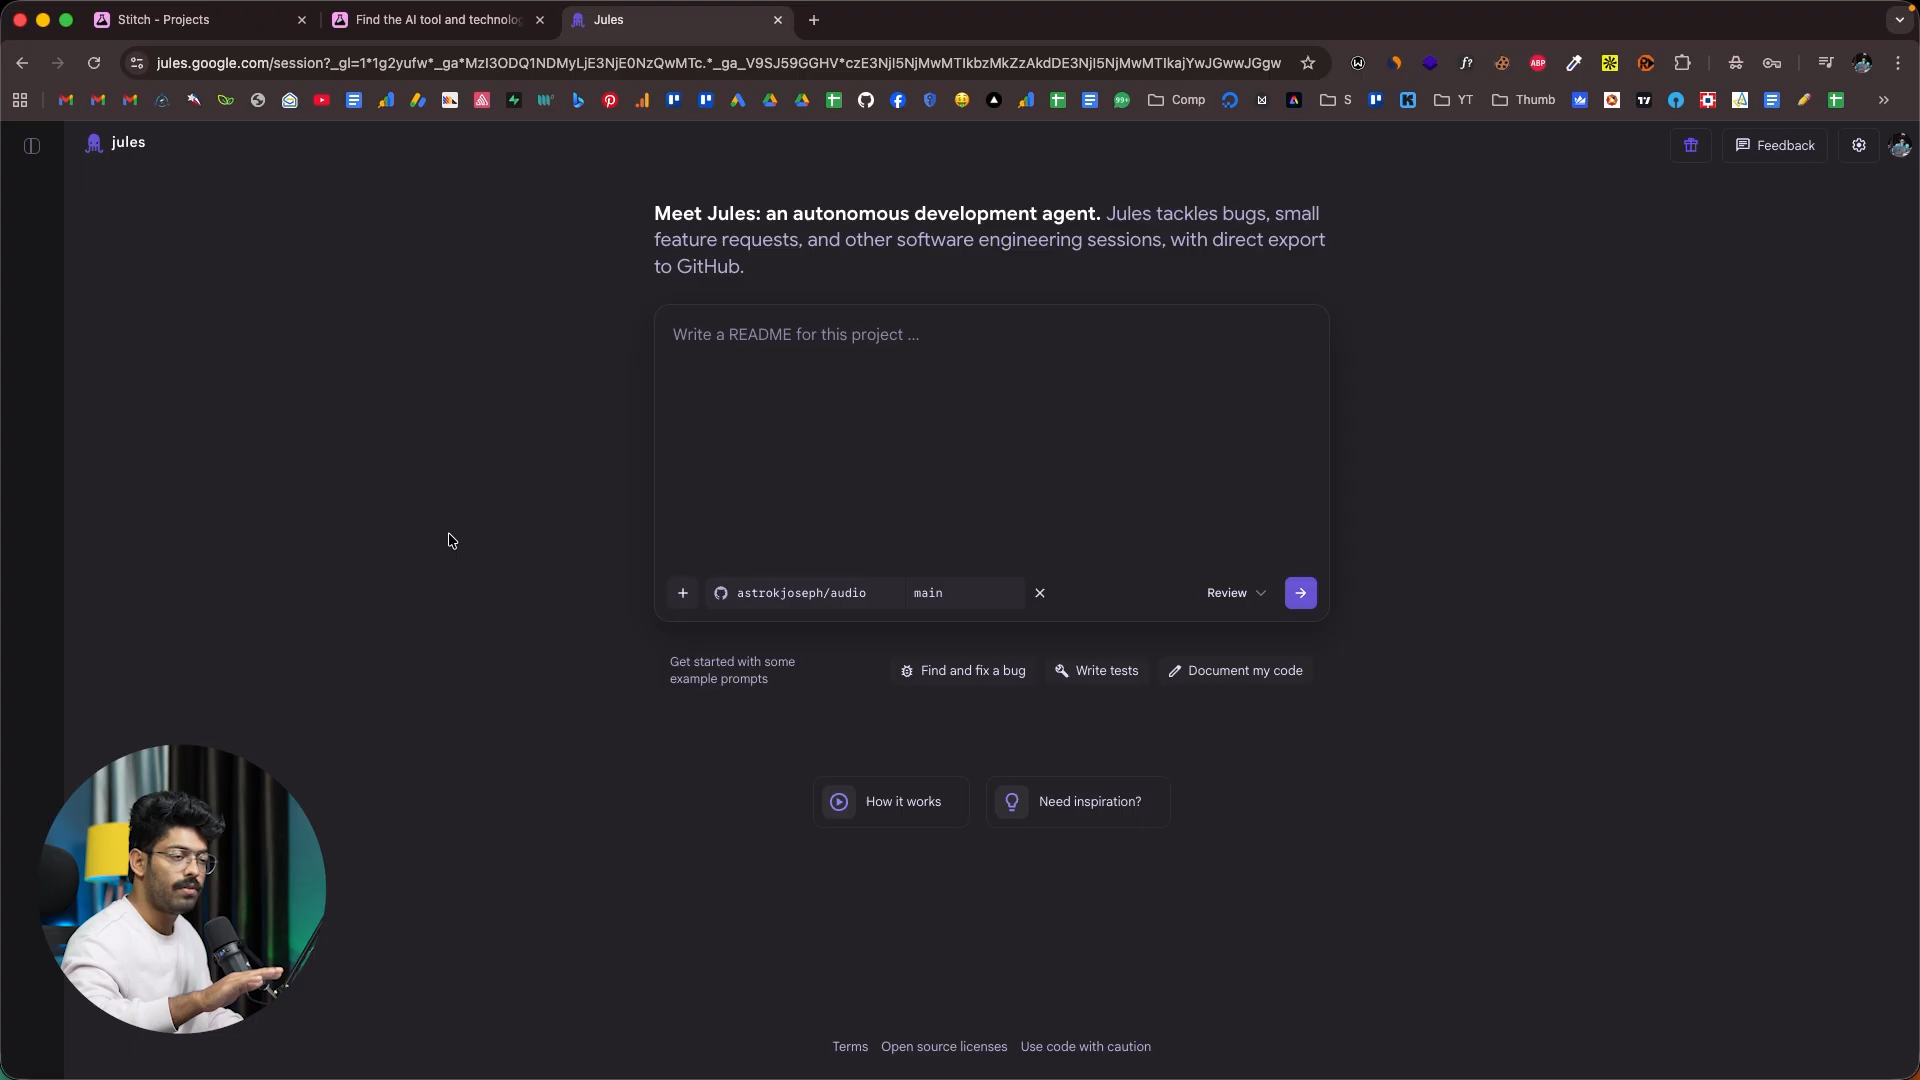 Stitch - Projects
Find the AI tool and technolog
Jules
jules.google.com/session?_gl=1*1g2yufw*_ga*MzI3ODQ1NDMyLjE3NjE0NzQwMTc.*_ga_V9SJ59GGHV*czE3NjI5NjMwMTIkbzMkZzAkdDE3NjI5NjMwMTIkajYwJGwwJGgw
ABP
99+
Comp
S
YT
Thumb
jules
Feedback
Meet Jules: an autonomous development agent. Jules tackles bugs, small
feature requests, and other software engineering sessions, with direct export
to GitHub.
Write a README for this project ...
astrokjoseph/audio
main
Review
Get started with some
example prompts
Find and fix a bug
Write tests
Document my code
How it works
Need inspiration?
Terms
Open source licenses
Use code with caution